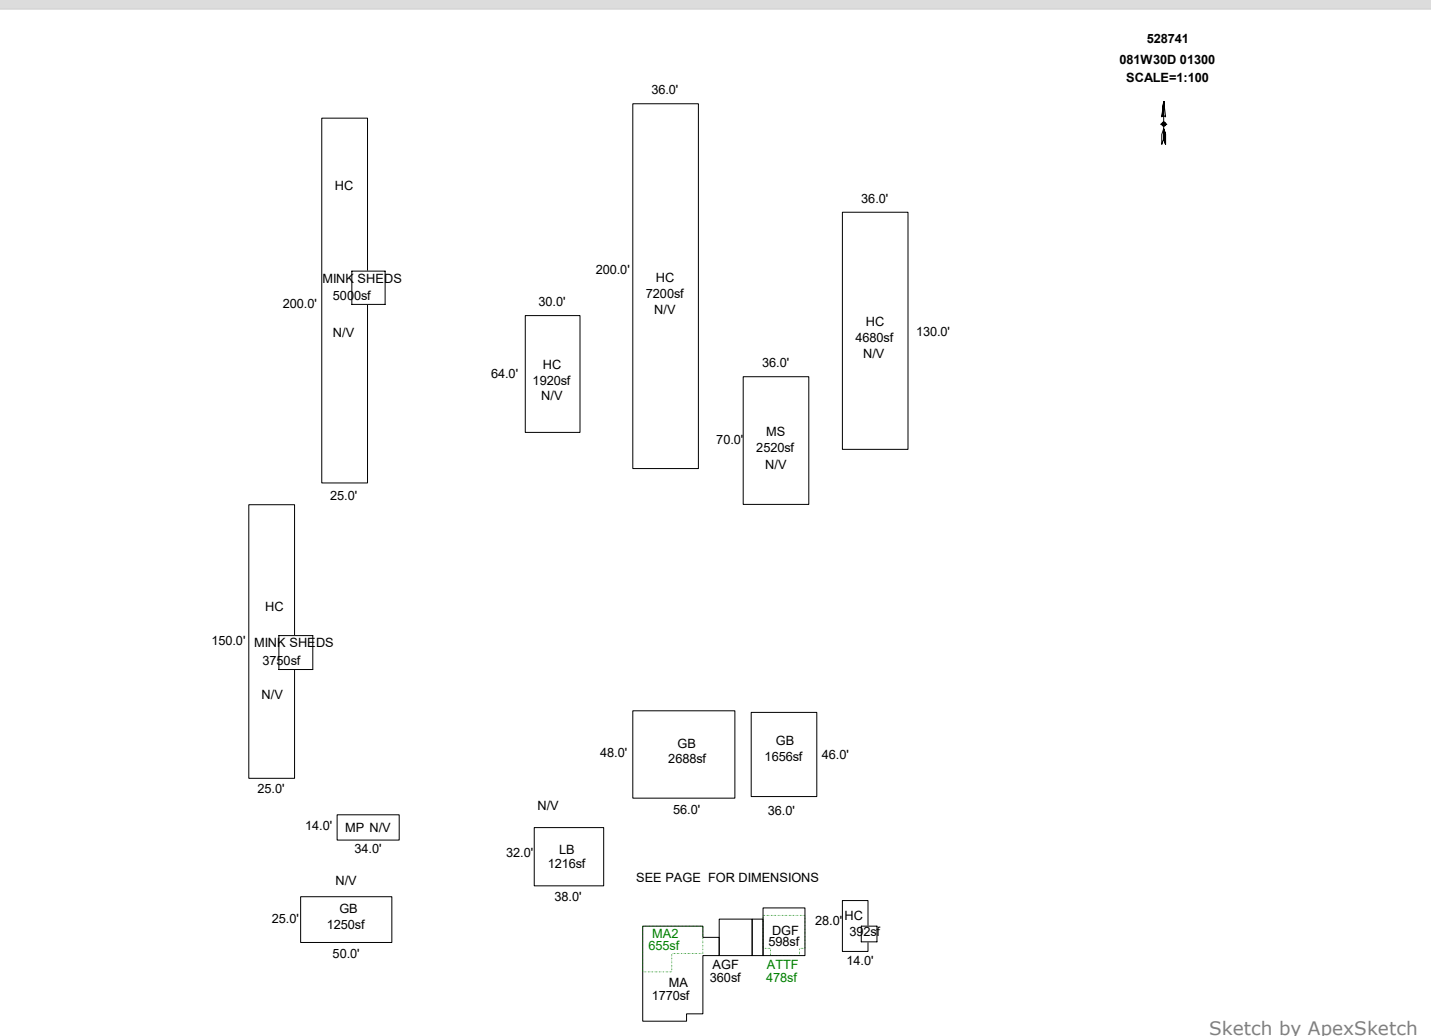 528741
081W30D 01300
SCALE=1:100
36.0'
HC
MINK SHEDS
5000sf
200.0'
N/V
25.0'
30.0'
64.0'
HC
1920sf
N/V
200.0'
HC
7200sf
N/V
36.0'
70.0'
MS
2520sf
N/V
36.0'
HC
4680sf
N/V
130.0'
HC
150.0'
MINK SHEDS
3750sf
N/V
25.0'
48.0'
GB
2688sf
56.0'
GB
1656sf
46.0'
36.0'
14.0'
MP N/V
34.0'
N/V
32.0'
LB
1216sf
38.0'
N/V
25.0'
GB
1250sf
50.0'
SEE PAGE FOR DIMENSIONS
MA2
655sf
MA
1770sf
AGF
360sf
DGF
598sf
ATTF
478sf
28.0'
HC
392sf
14.0'
Sketch by ApexSketch